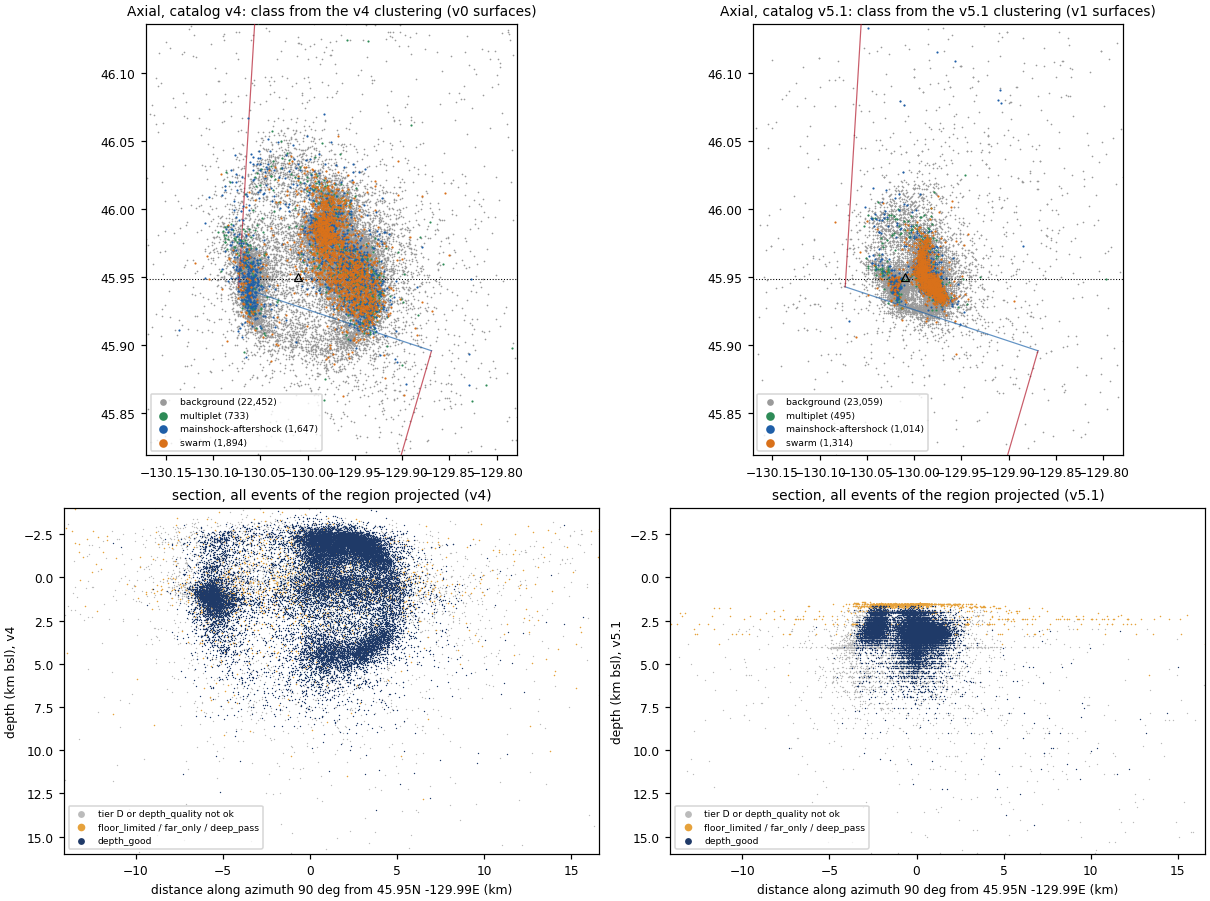 Axial, catalog v4: class from the v4 clustering (v0 surfaces)
46.10
46.05
46.00
45.95
45.90
45.85
background (22,452)
multiplet (733)
mainshock-aftershock (1,647)
swarm (1,894)
−130.15 −130.10 −130.05 −130.00 −129.95 −129.90 −129.85 −129.80
Axial, catalog v5.1: class from the v5.1 clustering (v1 surfaces)
46.10
46.05
46.00
45.95
45.90
45.85
background (23,059)
multiplet (495)
mainshock-aftershock (1,014)
swarm (1,314)
−130.15 −130.10 −130.05 −130.00 −129.95 −129.90 −129.85 −129.80
section, all events of the region projected (v4)
depth (km bsl), v4
−2.5
0.0
2.5
5.0
7.5
10.0
12.5
15.0
tier D or depth_quality not ok
floor_limited / far_only / deep_pass
depth_good
−10 −5 0 5 10 15
distance along azimuth 90 deg from 45.95N -129.99E (km)
section, all events of the region projected (v5.1)
depth (km bsl), v5.1
−2.5
0.0
2.5
5.0
7.5
10.0
12.5
15.0
tier D or depth_quality not ok
floor_limited / far_only / deep_pass
depth_good
−10 −5 0 5 10 15
distance along azimuth 90 deg from 45.95N -129.99E (km)